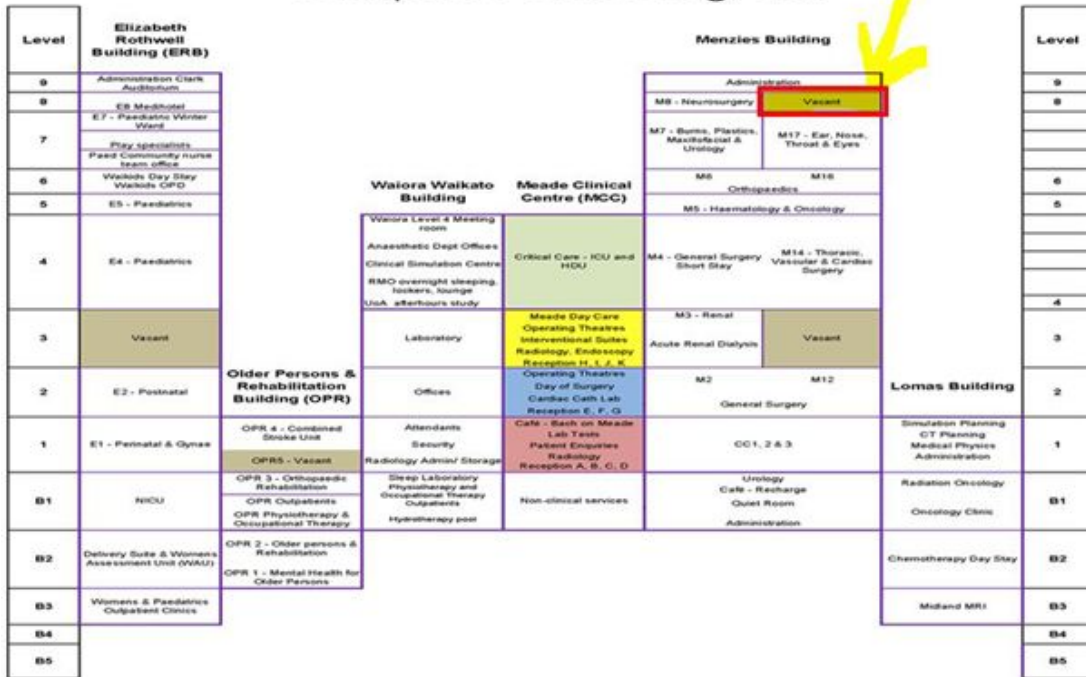 Level
Elizabeth
Rothwell
Building (ERB)
Menzies Building
Level
9
Administration Clark
Auditorium
Administration
9
8
E8 Medihotel
M8 - Neurosurgery
Vacant
8
7
E7 - Paediatric Winter
Ward
Play specialists
Paed Community nurse
team office
M7 - Burns, Plastics,
Maxillofacial &
Urology
M17 - Ear, Nose,
Throat & Eyes
6
Waikids Day Stay
Waikids OPD
M6
M16
Orthopaedics
6
5
E5 - Paediatrics
Waiora Waikato
Building
Meade Clinical
Centre (MCC)
M5 - Haematology & Oncology
5
4
E4 - Paediatrics
Waiora Level 4 Meeting
room
Anaesthetic Dept Offices
Clinical Simulation Centre
RMO overnight sleeping,
lockers, lounge
UoA afterhours study
Critical Care - ICU and
HDU
M4 - General Surgery
Short Stay
M14 - Thoracic,
Vascular & Cardiac
Surgery
4
3
Vacant
Laboratory
Meade Day Care
Operating Theatres
Interventional Suites
Radiology, Endoscopy
Reception H, I, J, K
M3 - Renal
Acute Renal Dialysis
Vacant
3
2
E2 - Postnatal
Older Persons &
Rehabilitation
Building (OPR)
Offices
Operating Theatres
Day of Surgery
Cardiac Cath Lab
Reception E, F, G
M2
M12
General Surgery
Lomas Building
2
1
E1 - Perinatal & Gynae
OPR 4 - Combined
Stroke Unit
OPR5 - Vacant
Attendants
Security
Radiology Admin/ Storage
Café - Bach on Meade
Lab Tests
Patient Enquiries
Radiology
Reception A, B, C, D
CC1, 2 & 3
Simulation Planning
CT Planning
Medical Physics
Administration
1
B1
NICU
OPR 3 - Orthopaedic
Rehabilitation
OPR Outpatients
OPR Physiotherapy &
Occupational Therapy
Sleep Laboratory
Physiotherapy and
Occupational Therapy
Outpatients
Hydrotherapy pool
Non-clinical services
Urology
Café - Recharge
Quiet Room
Administration
Radiation Oncology
Oncology Clinic
B1
B2
Delivery Suite & Womens
Assessment Unit (WAU)
OPR 2 - Older persons &
Rehabilitation
OPR 1 - Mental Health for
Older Persons
Chemotherapy Day Stay
B2
B3
Womens & Paediatrics
Outpatient Clinics
Midland MRI
B3
B4
B4
B5
B5